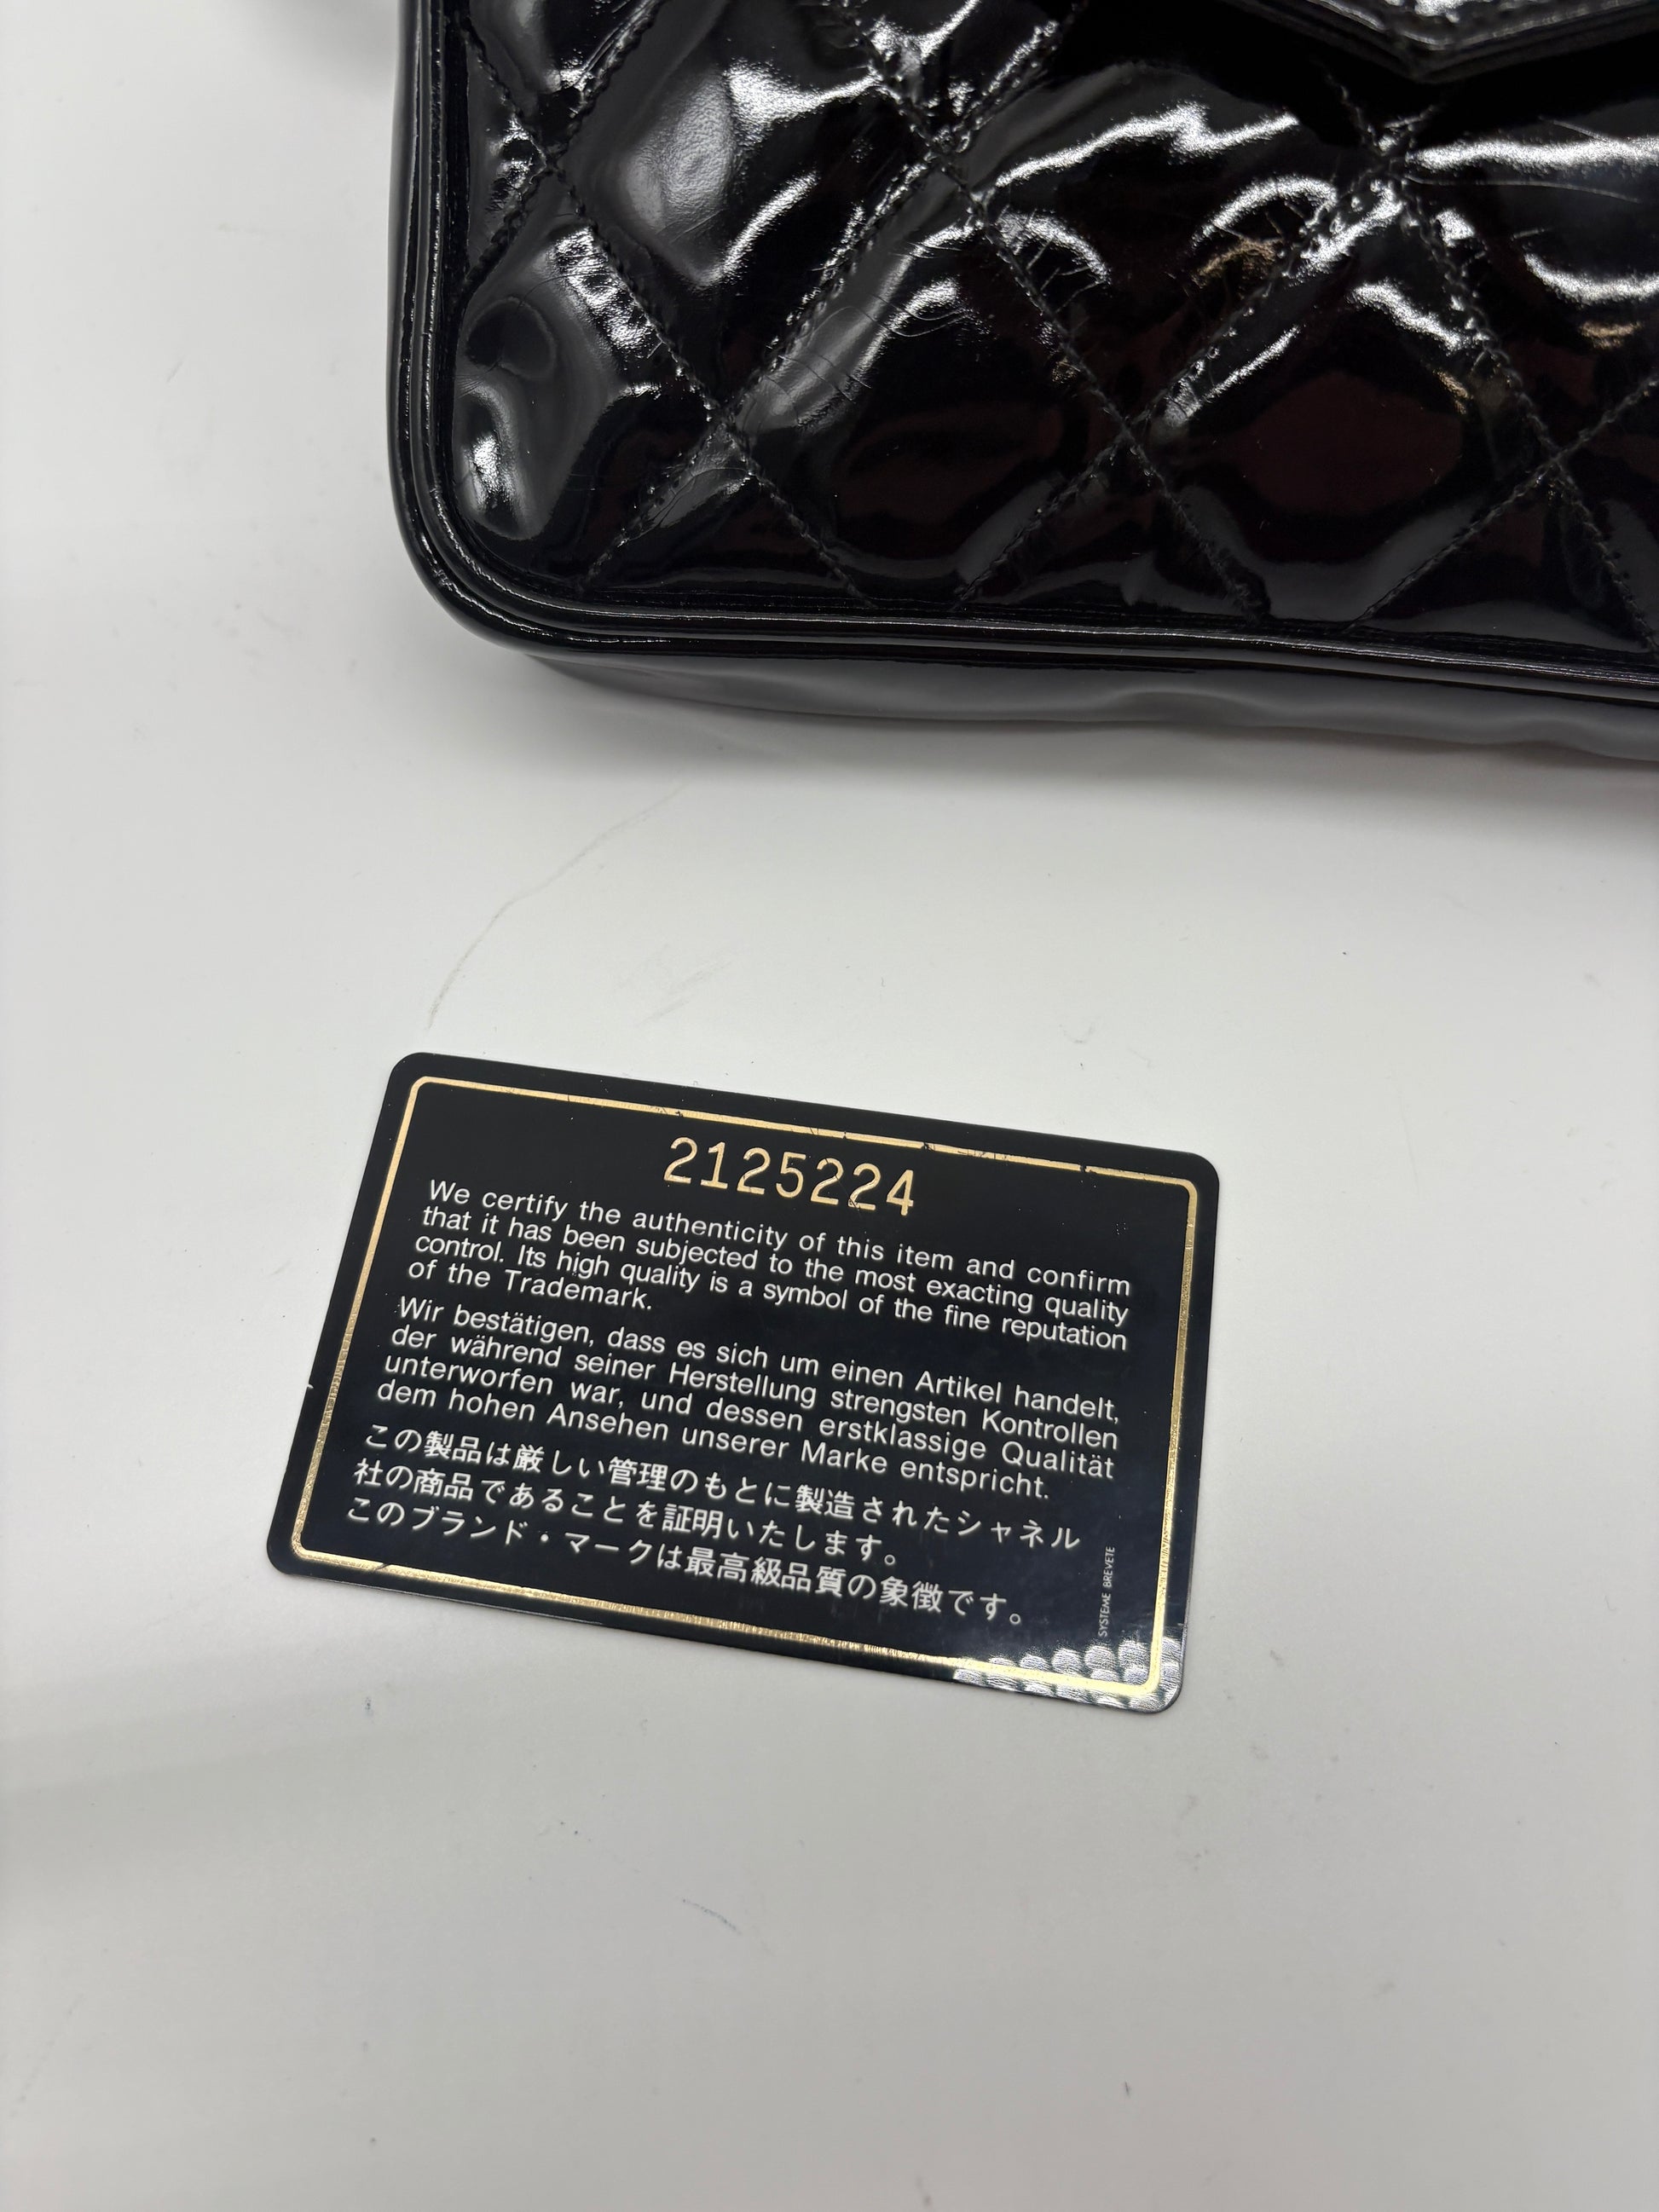 2125224
We certify the authenticity of this item and confirm
that it has been subjected to the most exacting quality
control. Its high quality is a symbol of the fine reputation
of the Trademark.
Wir bestätigen, dass es sich um einen Artikel handelt,
der während seiner Herstellung strengsten Kontrollen
unterworfen war, und dessen erstklassige Qualität
dem hohen Ansehen unserer Marke entspricht.
この製品は厳しい管理のもとに製造されたシャネル
社の商品であることを証明いたします。
このブランド・マークは最高級品質の象徴です。
SYSTEME BREVETE